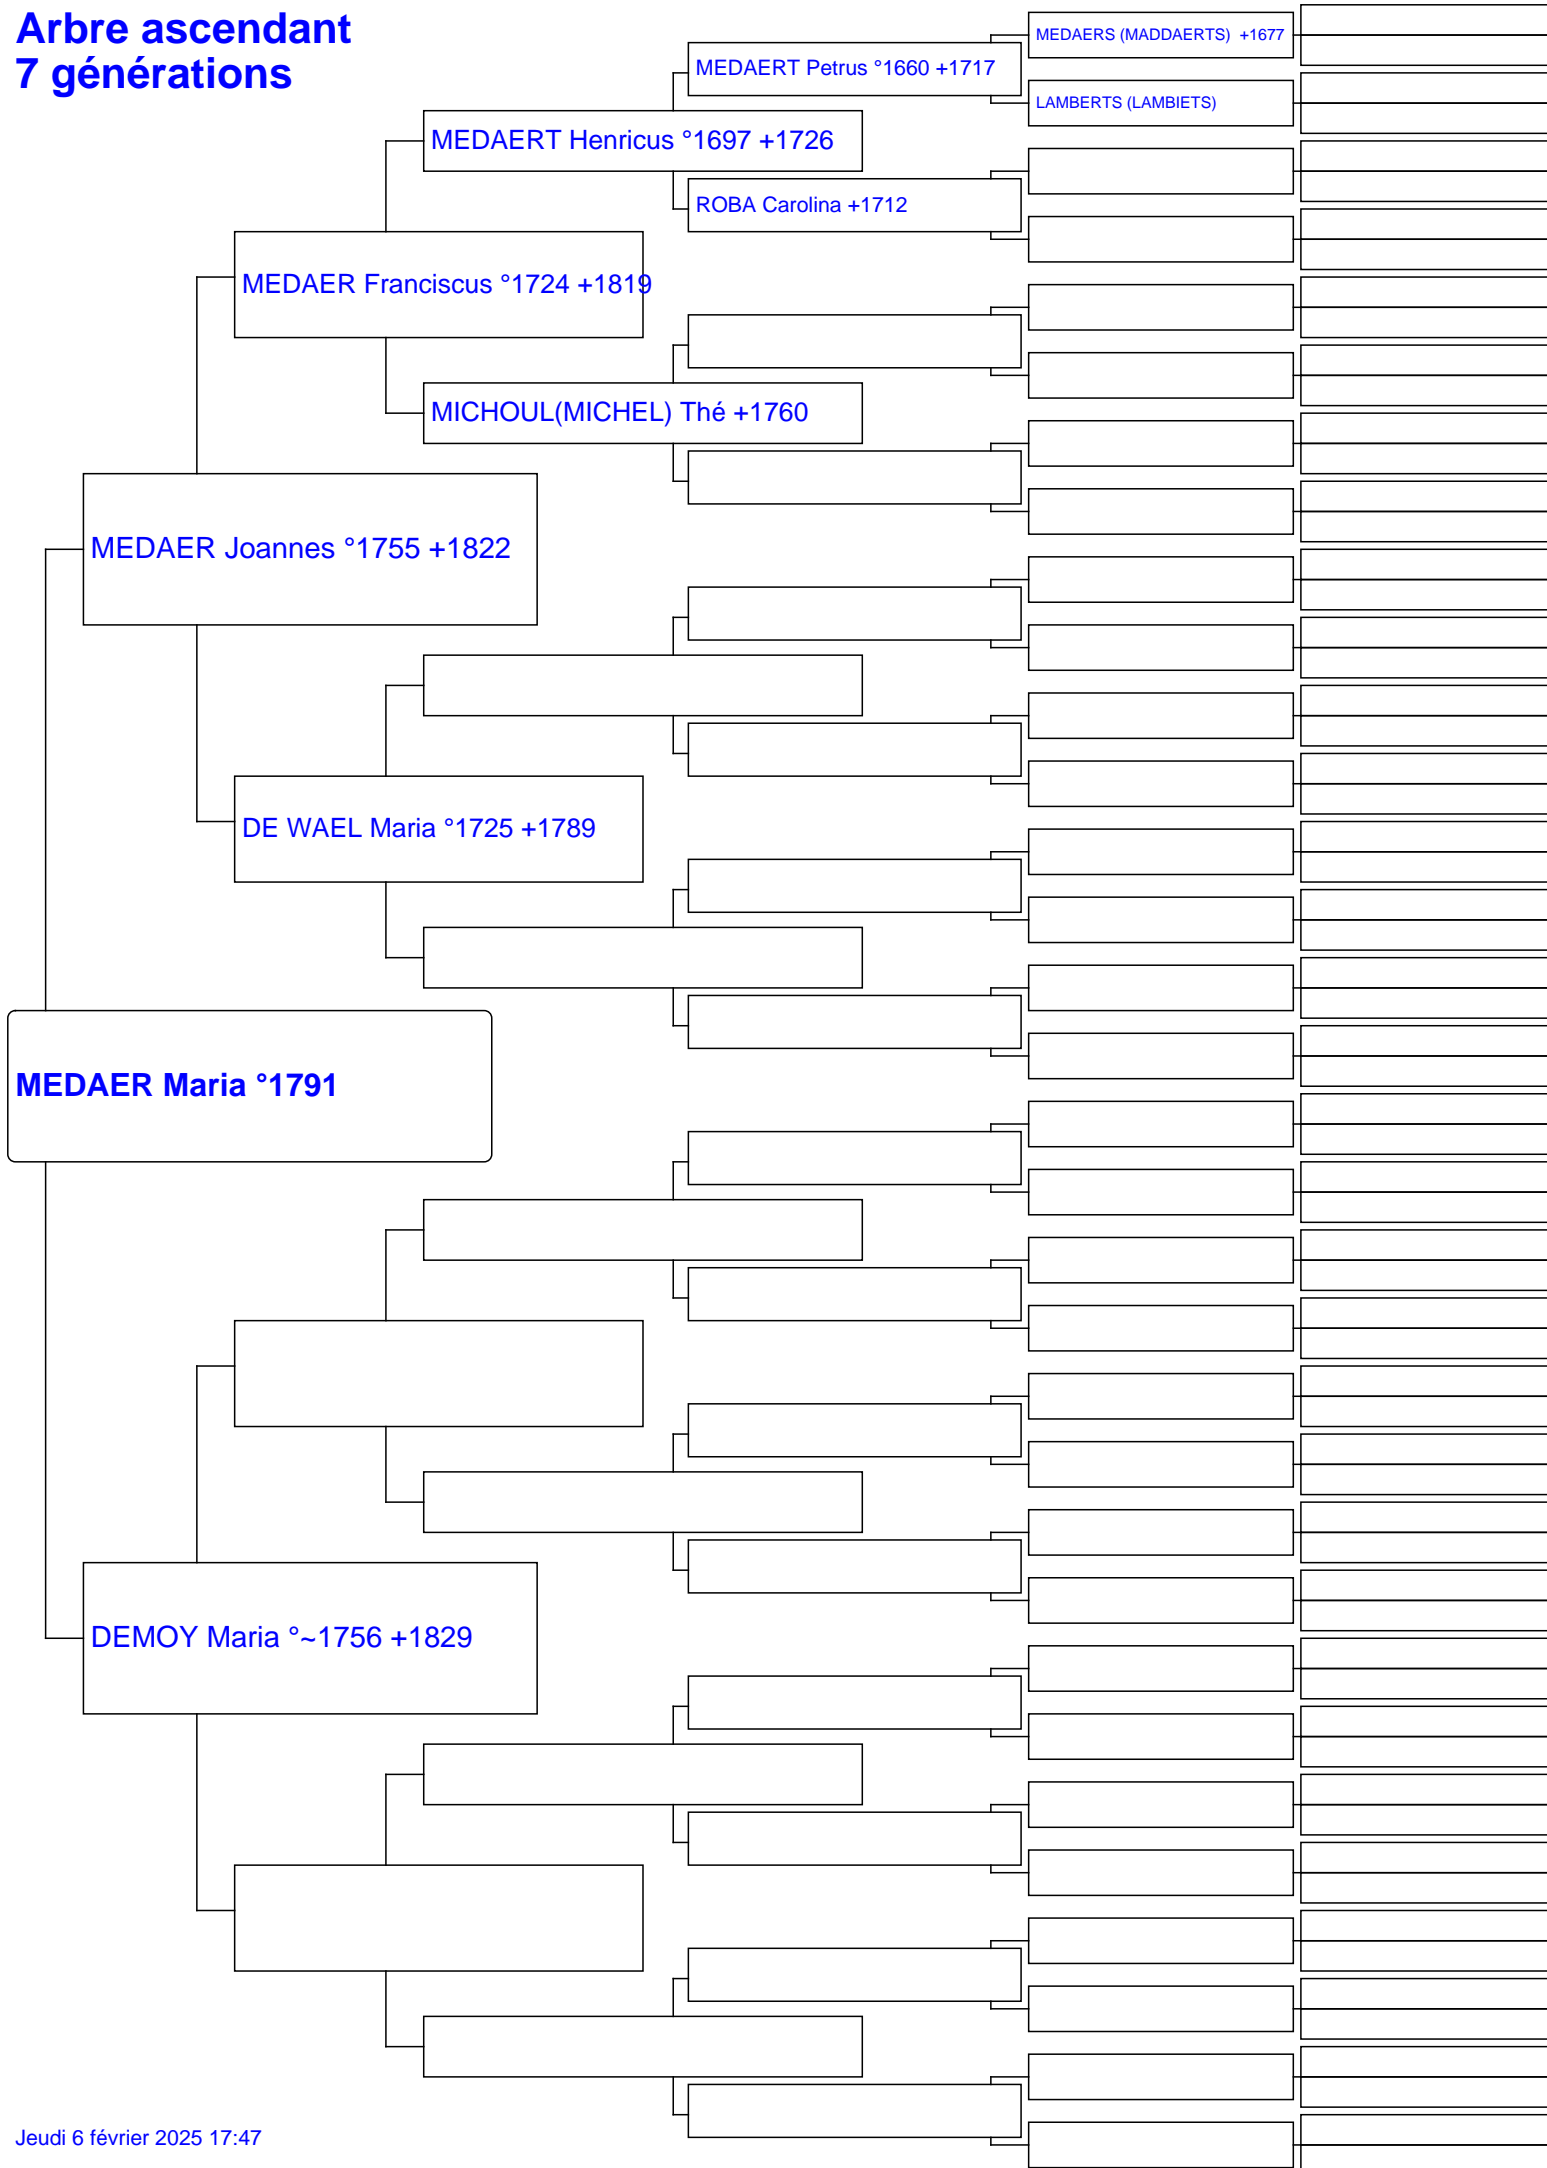 Arbre ascendant
7 générations
MEDAERS (MADDAERTS) +1677
MEDAERT Petrus °1660 +1717
LAMBERTS (LAMBIETS)
MEDAERT Henricus °1697 +1726
ROBA Carolina +1712
MEDAER Franciscus °1724 +1819
MICHOUL(MICHEL) Thé +1760
MEDAER Joannes °1755 +1822
DE WAEL Maria °1725 +1789
MEDAER Maria °1791
DEMOY Maria °~1756 +1829
Jeudi 6 février 2025 17:47